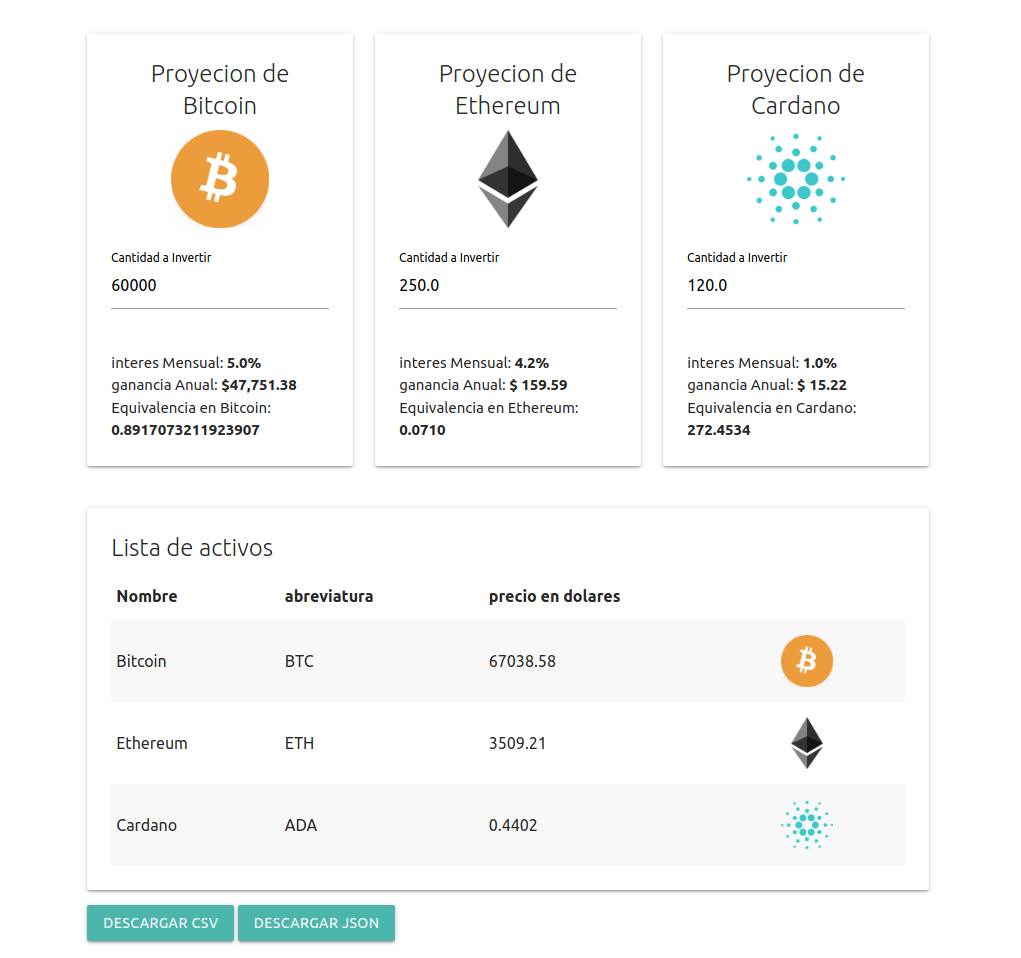 Proyecion de
Bitcoin
Cantidad a Invertir
60000
interes Mensual: 5.0%
ganancia Anual: $47,751.38
Equivalencia en Bitcoin:
0.8917073211923907
Proyecion de
Ethereum
Cantidad a Invertir
250.0
interes Mensual: 4.2%
ganancia Anual: $ 159.59
Equivalencia en Ethereum:
0.0710
Proyecion de
Cardano
Cantidad a Invertir
120.0
interes Mensual: 1.0%
ganancia Anual: $ 15.22
Equivalencia en Cardano:
272.4534
Lista de activos
Nombre abreviatura precio en dolares
Bitcoin BTC 67038.58
Ethereum ETH 3509.21
Cardano ADA 0.4402
DESCARGAR CSV DESCARGAR JSON